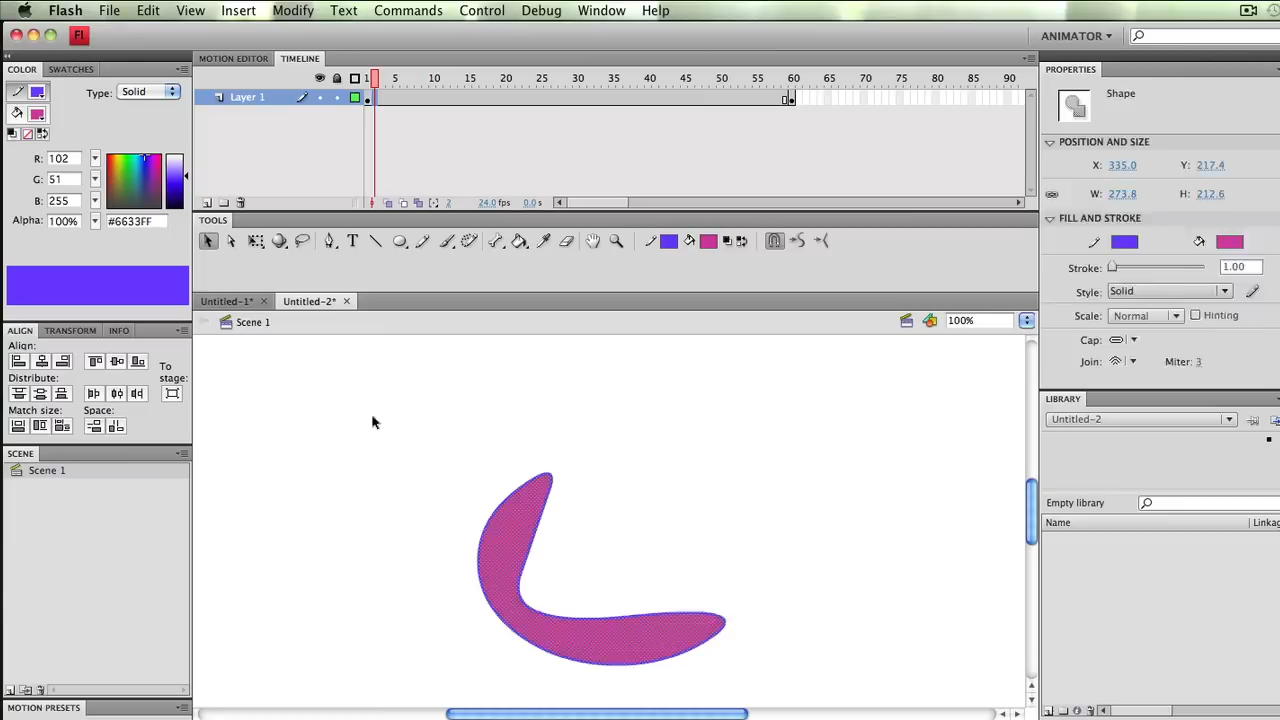 Flash File Edit View Insert Modify Text Commands Control Debug Window Help
Fl ANIMATOR
COLOR SWATCHES
Type: Solid
R: 102
G: 51
B: 255
Alpha: 100% #6633FF
ALIGN TRANSFORM INFO
Align:
Distribute:
To stage:
Match size: Space:
SCENE
Scene 1
MOTION PRESETS
MOTION EDITOR TIMELINE
1 5 10 15 20 25 30 35 40 45 50 55 60 65 70 75 80 85 90
Layer 1
2 24.0 fps 0.0 s
TOOLS
Untitled-1* Untitled-2*
Scene 1 100%
PROPERTIES
Shape
POSITION AND SIZE
X: 335.0 Y: 217.4
W: 273.8 H: 212.6
FILL AND STROKE
Stroke: 1.00
Style: Solid
Scale: Normal Hinting
Cap:
Join: Miter: 3
LIBRARY
Untitled-2
Empty library
Name Linkag